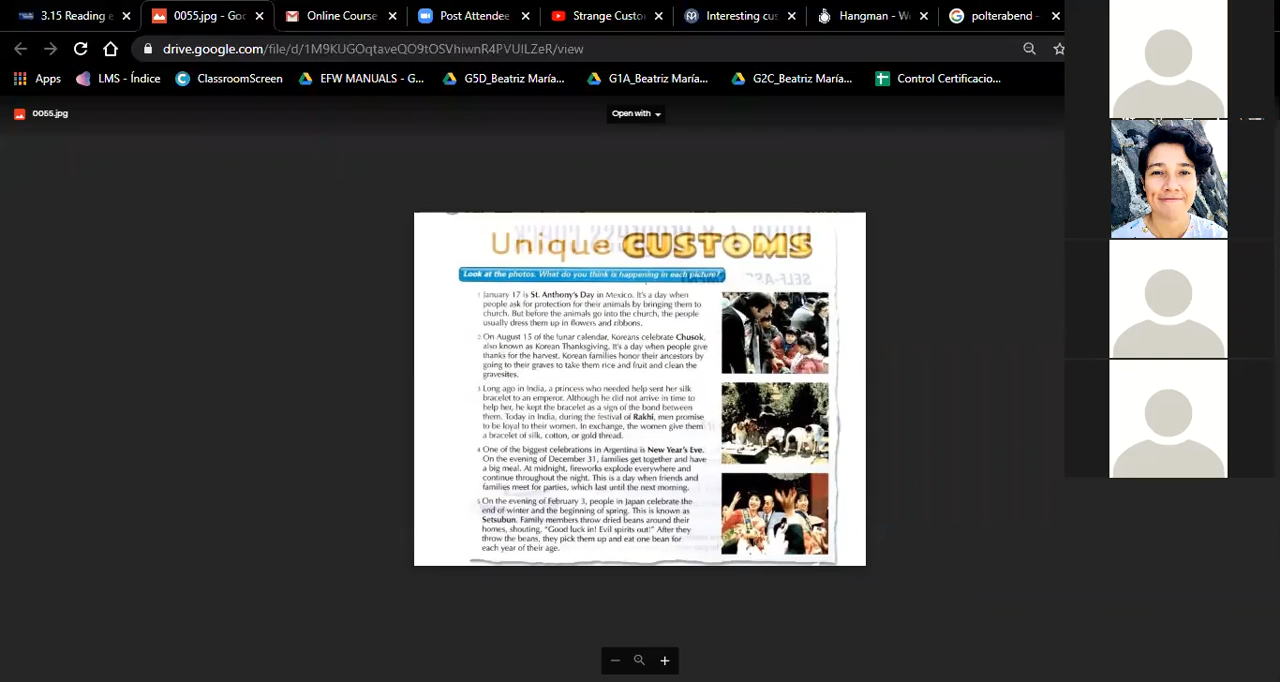 3.15 Reading e
0055.jpg - Goo
Online Course
Post Attendee
Strange Custo
Interesting cus
Hangman - W
polterabend -
drive.google.com/file/d/1M9KUGOqtaveQO9tOSVhiwnR4PVUILZeR/view
Apps
LMS - Índice
ClassroomScreen
EFW MANUALS - G...
G5D_Beatriz María...
G1A_Beatriz María...
G2C_Beatriz María...
Control Certificacio...
0055.jpg
Open with
Unique CUSTOMS
Look at the photos. What do you think is happening in each picture?
1 January 17 is St. Anthony's Day in Mexico. It's a day when
people ask for protection for their animals by bringing them to
church. But before the animals go into the church, the people
usually dress them up in flowers and ribbons.
2 On August 15 of the lunar calendar, Koreans celebrate Chusok,
also known as Korean Thanksgiving. It's a day when people give
thanks for the harvest. Korean families honor their ancestors by
going to their graves to take them rice and fruit and clean the
gravesites.
3 Long ago in India, a princess who needed help sent her silk
bracelet to an emperor. Although he did not arrive in time to
help her, he kept the bracelet as a sign of the bond between
them. Today in India, during the festival of Rakhi, men promise
to be loyal to their women. In exchange, the women give them
a bracelet of silk, cotton, or gold thread.
4 One of the biggest celebrations in Argentina is New Year's Eve.
On the evening of December 31, families get together and have
a big meal. At midnight, fireworks explode everywhere and
continue throughout the night. This is a day when friends and
families meet for parties, which last until the next morning.
5 On the evening of February 3, people in Japan celebrate the
end of winter and the beginning of spring. This is known as
Setsubun. Family members throw dried beans around their
homes, shouting, "Good luck in! Evil spirits out!" After they
throw the beans, they pick them up and eat one bean for
each year of their age.